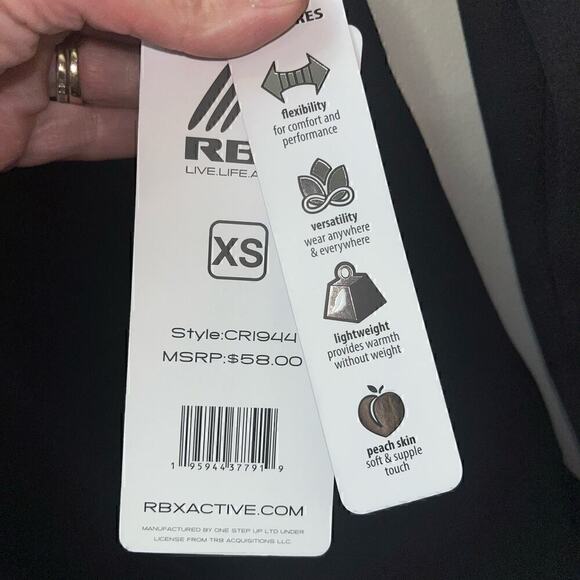 RB
LIVE.LIFE.A
XS
Style:CR1944
MSRP:$58.00
1 95944 37791 9
RBXACTIVE.COM
MANUFACTURED BY ONE STEP UP LTD UNDER
LICENSE FROM TRB ACQUISITIONS LLC.
RES
flexibility
for comfort and
performance
versatility
wear anywhere
& everywhere
lightweight
provides warmth
without weight
peach skin
soft & supple
touch